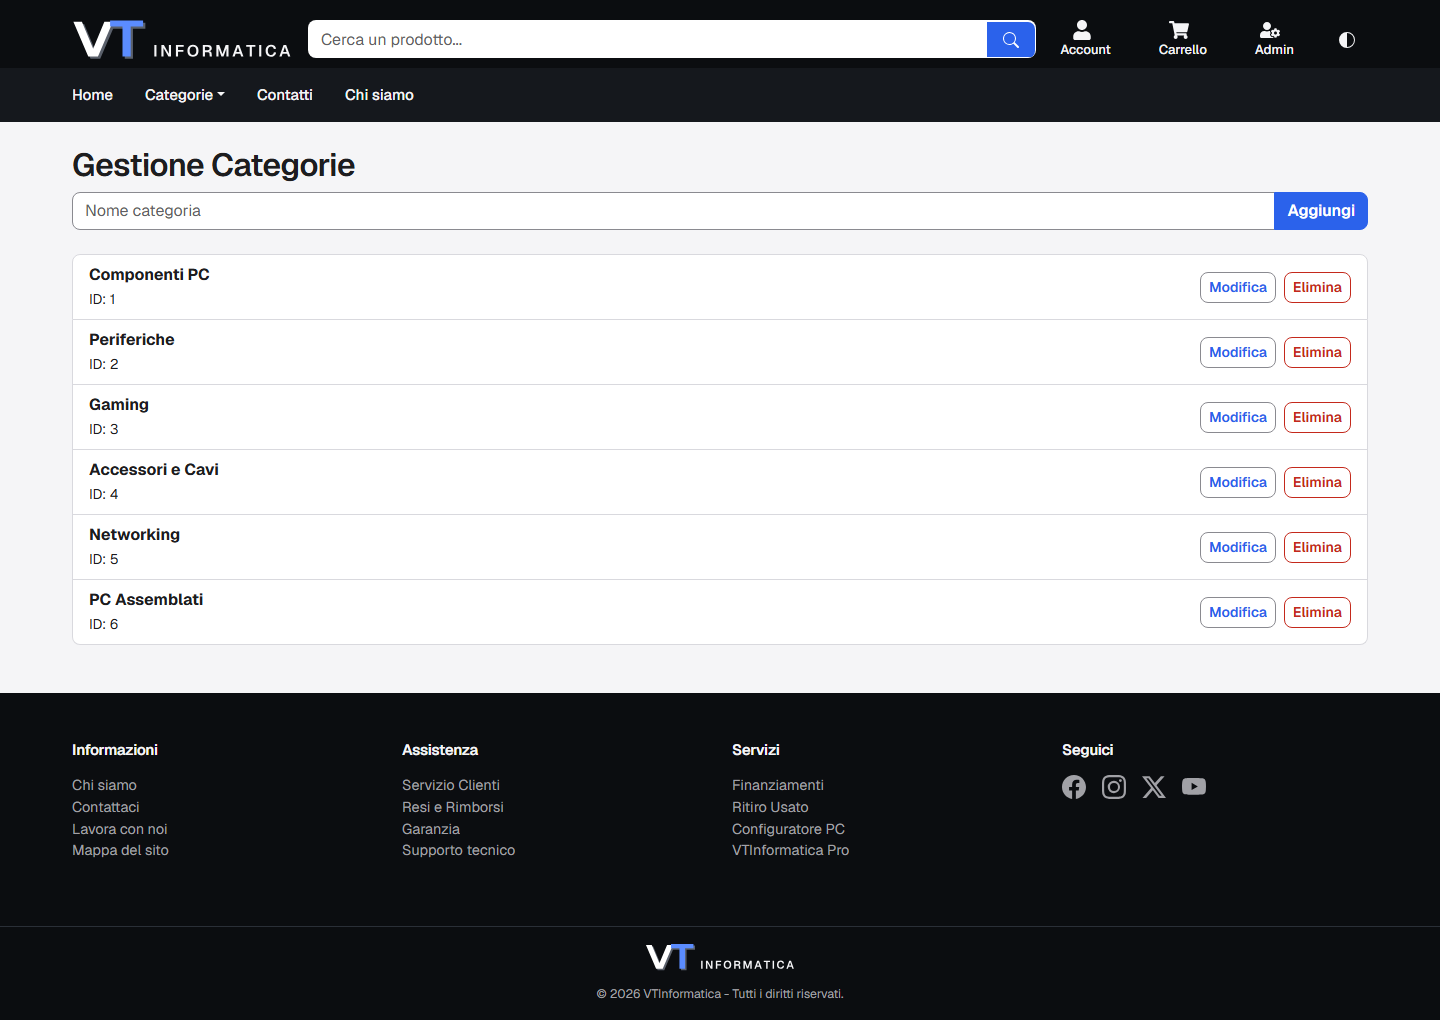 VT INFORMATICA
Cerca un prodotto...
Account
Carrello
Admin
Home
Categorie
Contatti
Chi siamo
Gestione Categorie
Nome categoria
Aggiungi
Componenti PC
ID: 1
Modifica
Elimina
Periferiche
ID: 2
Modifica
Elimina
Gaming
ID: 3
Modifica
Elimina
Accessori e Cavi
ID: 4
Modifica
Elimina
Networking
ID: 5
Modifica
Elimina
PC Assemblati
ID: 6
Modifica
Elimina
Informazioni
Chi siamo
Contattaci
Lavora con noi
Mappa del sito
Assistenza
Servizio Clienti
Resi e Rimborsi
Garanzia
Supporto tecnico
Servizi
Finanziamenti
Ritiro Usato
Configuratore PC
VTInformatica Pro
Seguici
VT INFORMATICA
© 2026 VTInformatica - Tutti i diritti riservati.